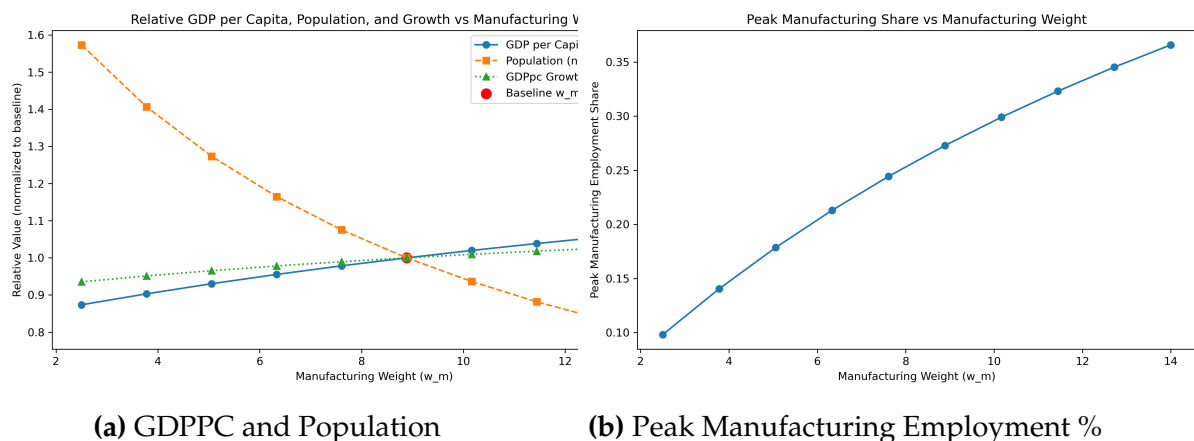 Relative GDP per Capita, Population, and Growth vs Manufacturing
Relative Value (normalized to baseline)
1.6
1.5
1.4
1.3
1.2
1.1
1.0
0.9
0.8
GDP per
Population
GDPpc Growth
Baseline w_m
2
4
6
8
10
12
Manufacturing Weight (w_m)
(a) GDPPC and Population
Peak Manufacturing Share vs Manufacturing Weight
Peak Manufacturing Employment Share
0.35
0.30
0.25
0.20
0.15
0.10
2
4
6
8
10
12
14
Manufacturing Weight (w_m)
(b) Peak Manufacturing Employment %